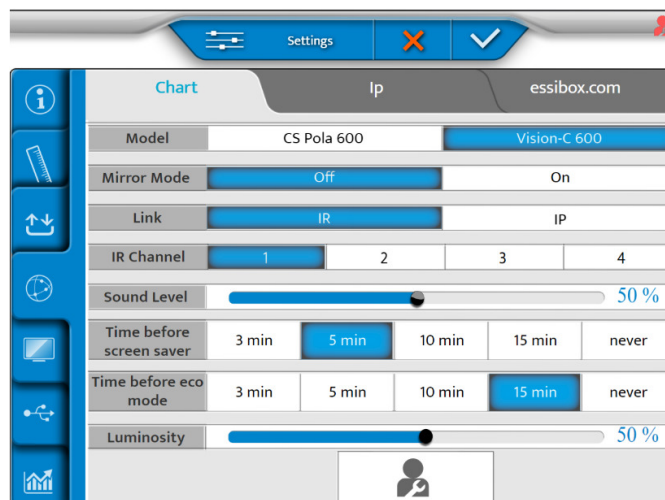 Settings
Chart Ip essibox.com
Model CS Pola 600 Vision-C 600
Mirror Mode Off On
Link IR IP
IR Channel 1 2 3 4
Sound Level 50 %
Time before
screen saver 3 min 5 min 10 min 15 min never
Time before eco
mode 3 min 5 min 10 min 15 min never
Luminosity 50 %